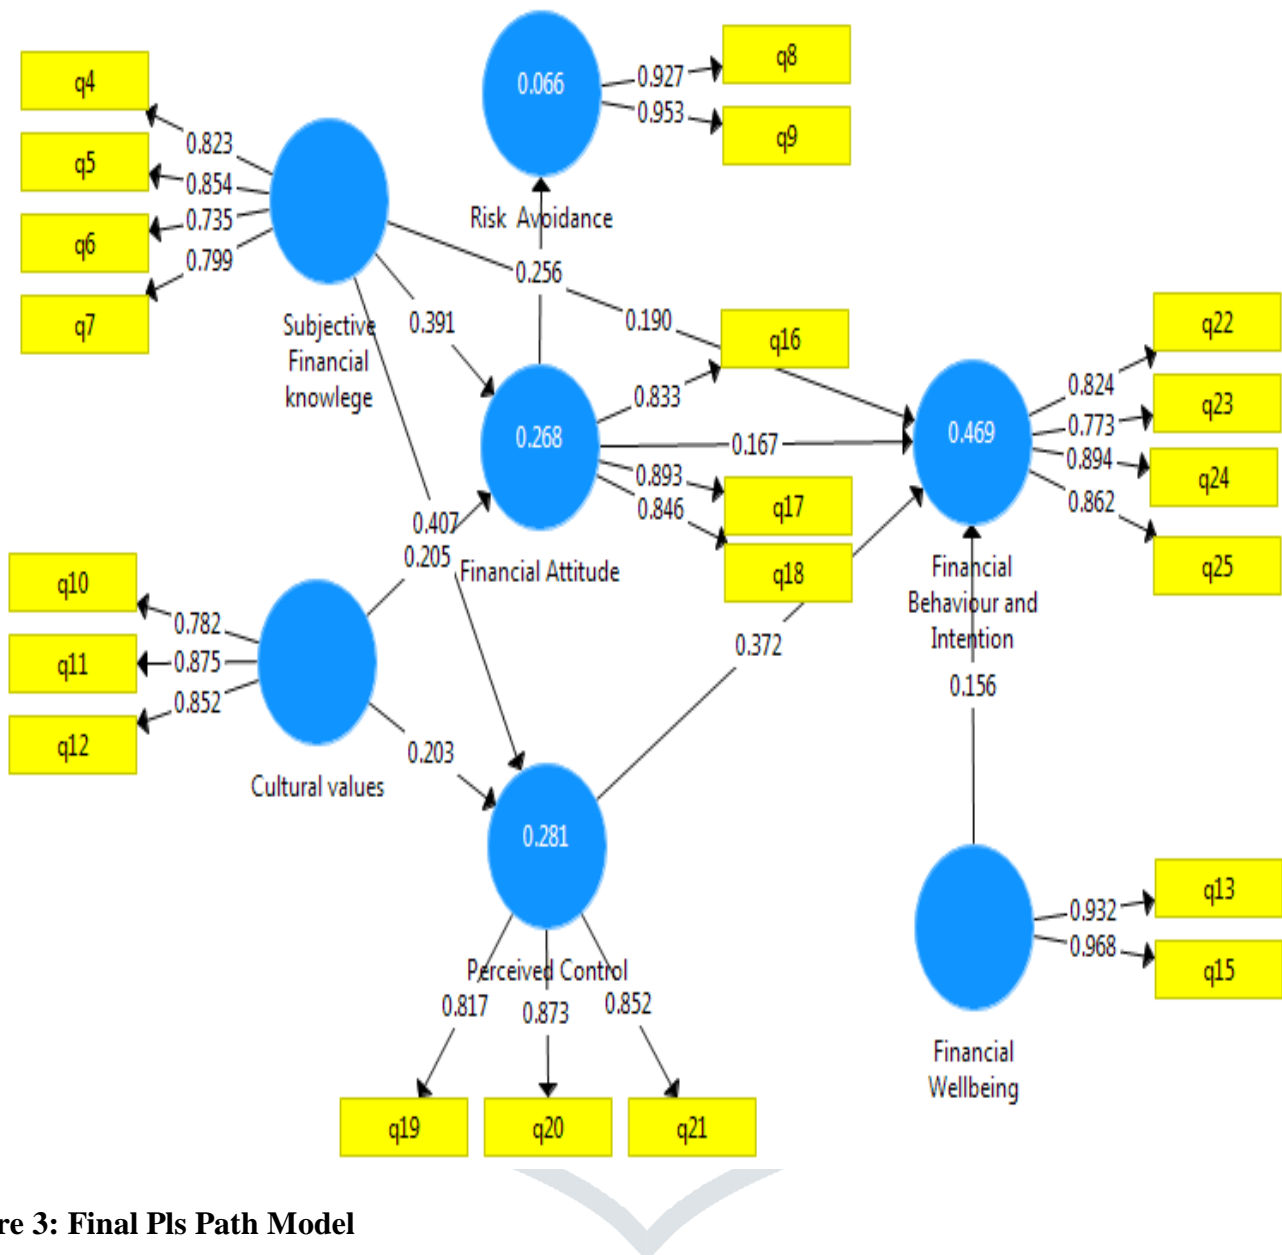 q4
q5
q6
q7
0.823
0.854
0.735
0.799
Subjective
Financial
knowlege
0.066
Risk Avoidance
0.927
0.953
q8
q9
0.256
0.391
0.190
0.407
0.205
0.268
Financial Attitude
0.833
0.893
0.846
q16
q17
q18
0.167
0.469
Financial
Behaviour and
Intention
0.824
0.773
0.894
0.862
q22
q23
q24
q25
q10
q11
q12
0.782
0.875
0.852
Cultural values
0.203
0.372
0.156
0.281
Perceived Control
0.817
0.873
0.852
q19
q20
q21
0.932
0.968
q13
q15
Financial
Wellbeing
re 3: Final Pls Path Model